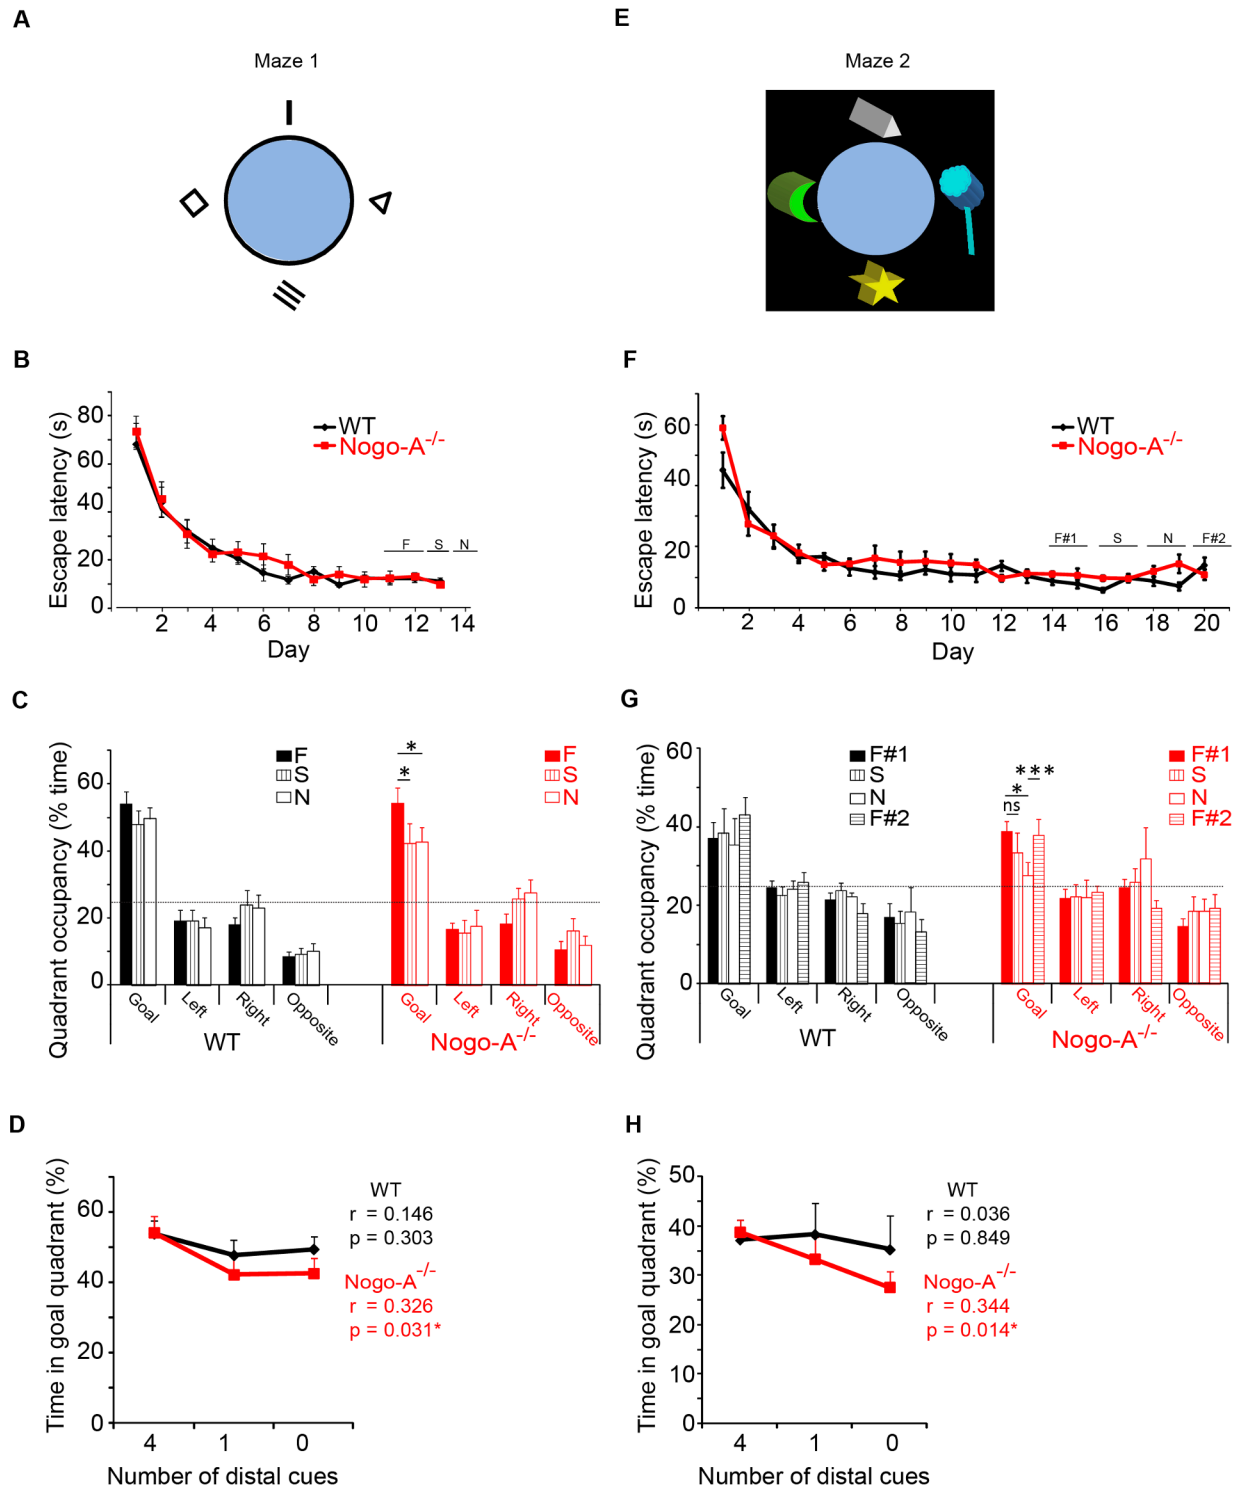 A
Maze 1
B
Escape latency (s)
80
60
40
20
0
WT
Nogo-A-/-
F
S
N
2
4
6
8
10
12
14
Day
C
Quadrant occupancy (% time)
60
40
20
0
F
S
N
*
*
F
S
N
Goal
Left
Right
Opposite
Goal
Left
Right
Opposite
WT
Nogo-A-/-
D
Time in goal quadrant (%)
60
40
20
0
WT
r = 0.146
p = 0.303
Nogo-A-/-
r = 0.326
p = 0.031*
4
1
0
Number of distal cues
E
Maze 2
F
Escape latency (s)
60
40
20
10
0
WT
Nogo-A-/-
F#1
S
N
F#2
2
4
6
8
10
12
14
16
18
20
Day
G
Quadrant occupancy (% time)
60
40
20
0
F#1
S
N
F#2
***
*
ns
F#1
S
N
F#2
Goal
Left
Right
Opposite
Goal
Left
Right
Opposite
WT
Nogo-A-/-
H
Time in goal quadrant (%)
50
40
30
20
10
0
WT
r = 0.036
p = 0.849
Nogo-A-/-
r = 0.344
p = 0.014*
4
1
0
Number of distal cues